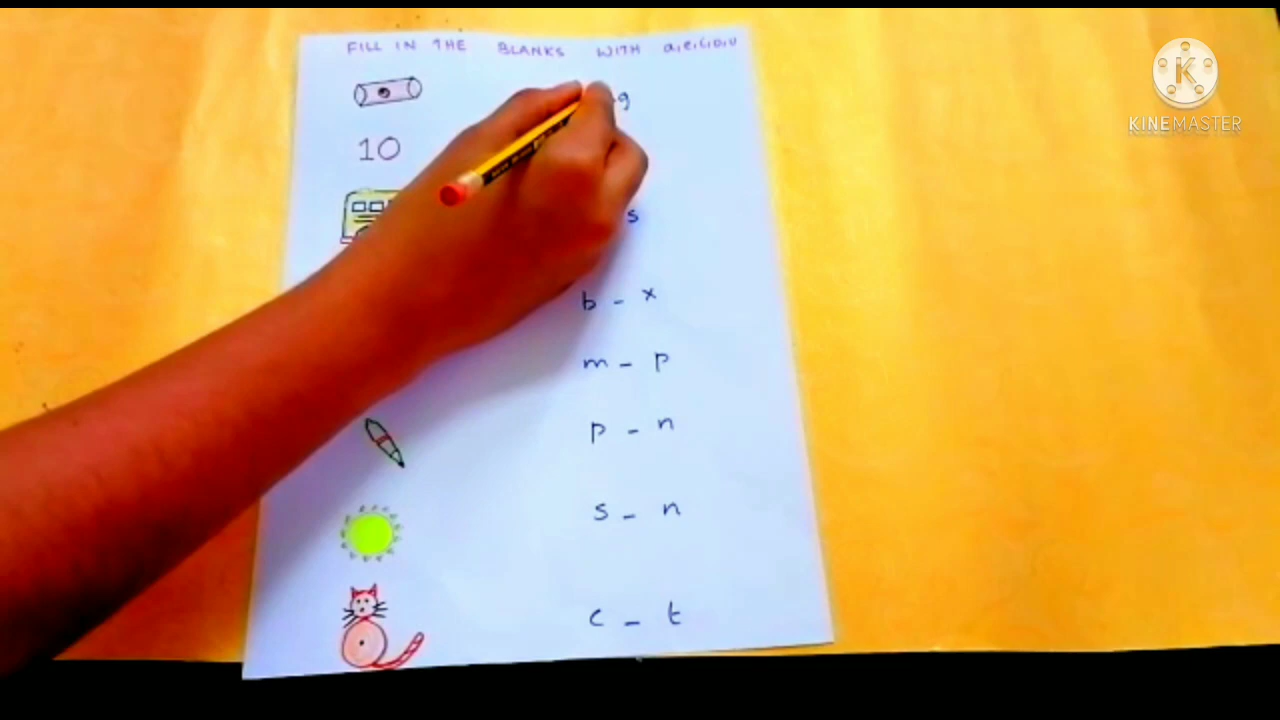 FILL IN THE BLANKS WITH a,e,i,o,u
g
10
s
b _ x
m _ p
p _ n
s _ n
c _ t
K
KINEMASTER